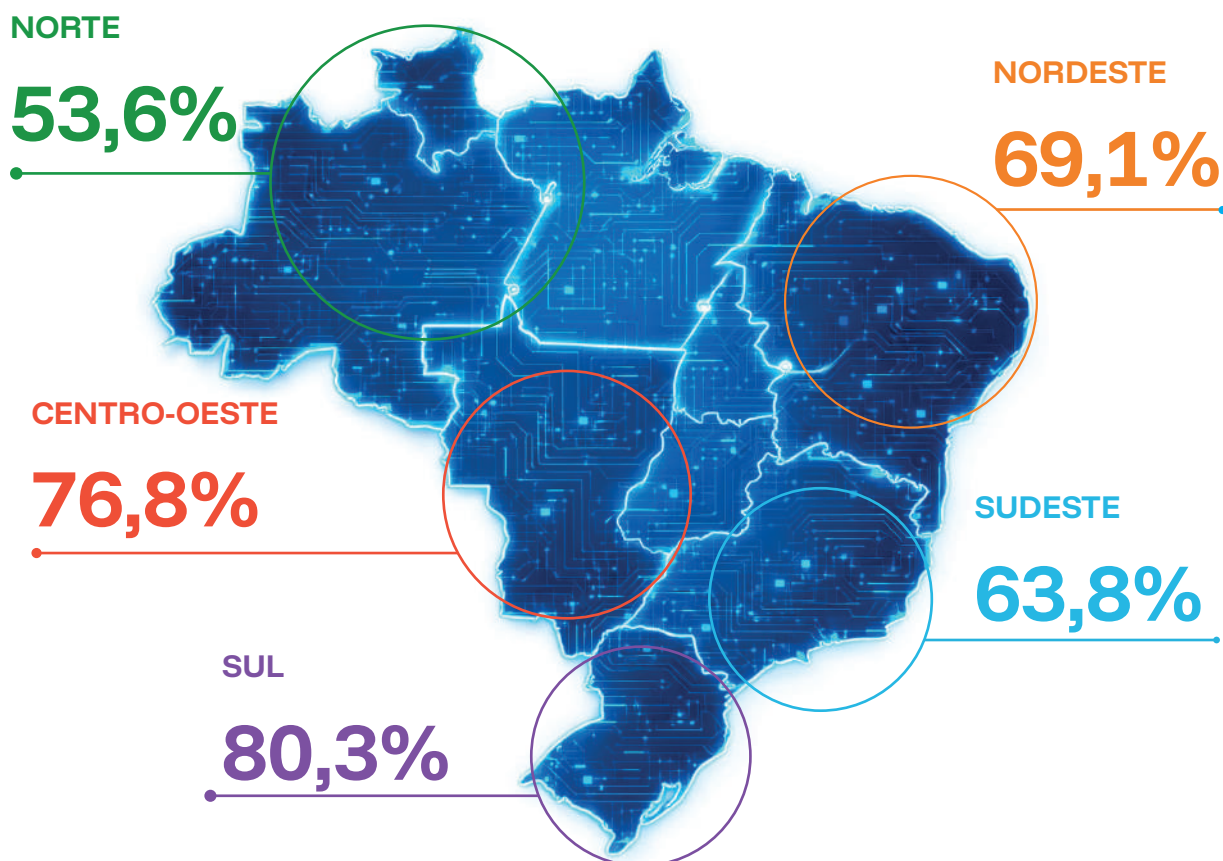 NORTE
53,6%
NORDESTE
69,1%
CENTRO-OESTE
76,8%
SUDESTE
63,8%
SUL
80,3%